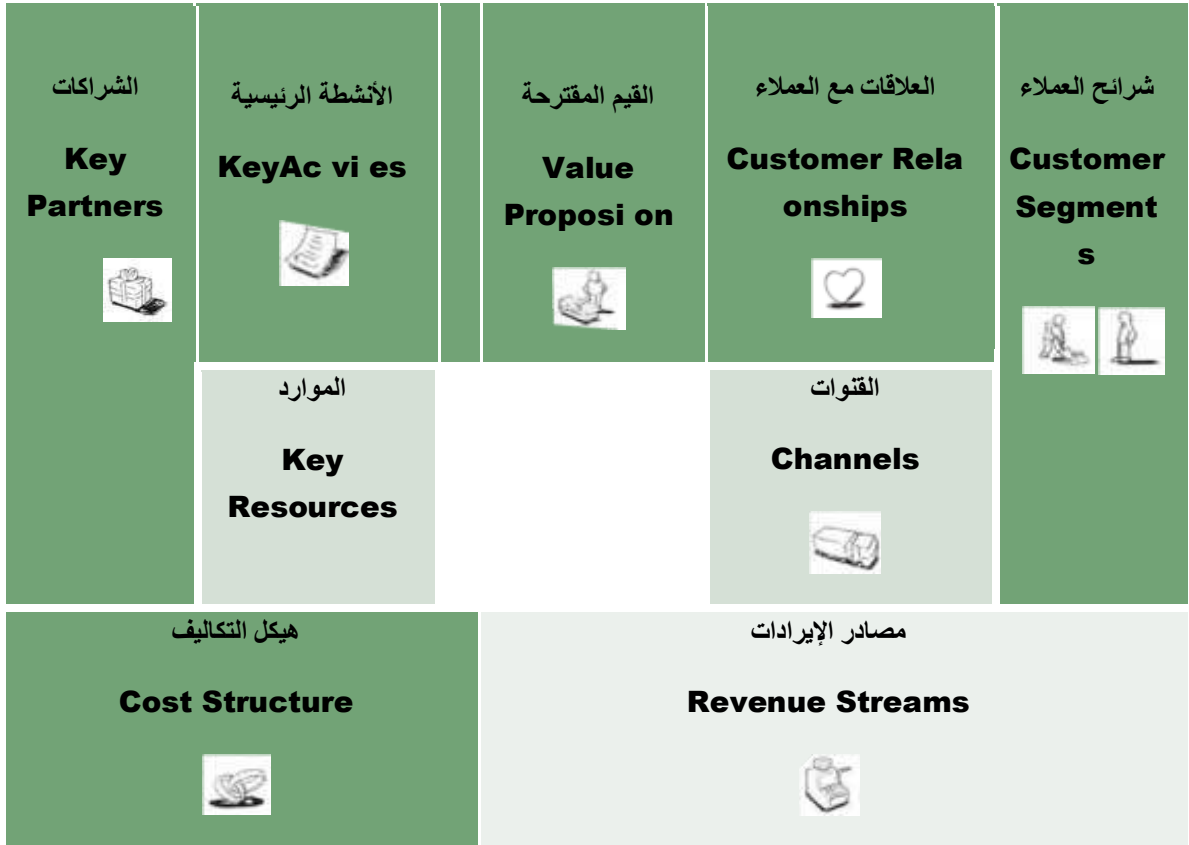 الشراكات
Key
Partners
الأنشطة الرئيسية
KeyAc vi es
القيم المقترحة
Value
Proposi on
العلاقات مع العملاء
Customer Rela
onships
شرائح العملاء
Customer
Segment
s
الموارد
Key
Resources
القنوات
Channels
هيكل التكاليف
Cost Structure
مصادر الإيرادات
Revenue Streams